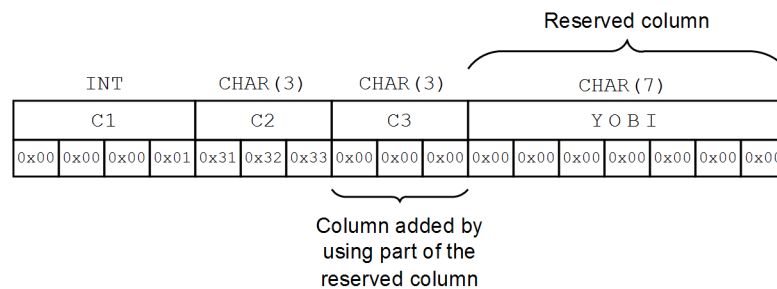 Reserved column
INT CHAR(3) CHAR(3) CHAR(7)
C1 C2 C3 YOBI
0x00 0x00 0x00 0x01 0x31 0x32 0x33 0x00 0x00 0x00 0x00 0x00 0x00 0x00 0x00 0x00 0x00
Column added by
using part of the
reserved column